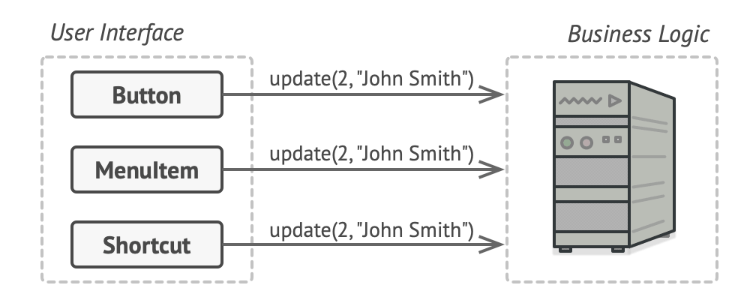 User Interface
Business Logic
Button
update(2, "John Smith")
MenuItem
update(2, "John Smith")
Shortcut
update(2, "John Smith")